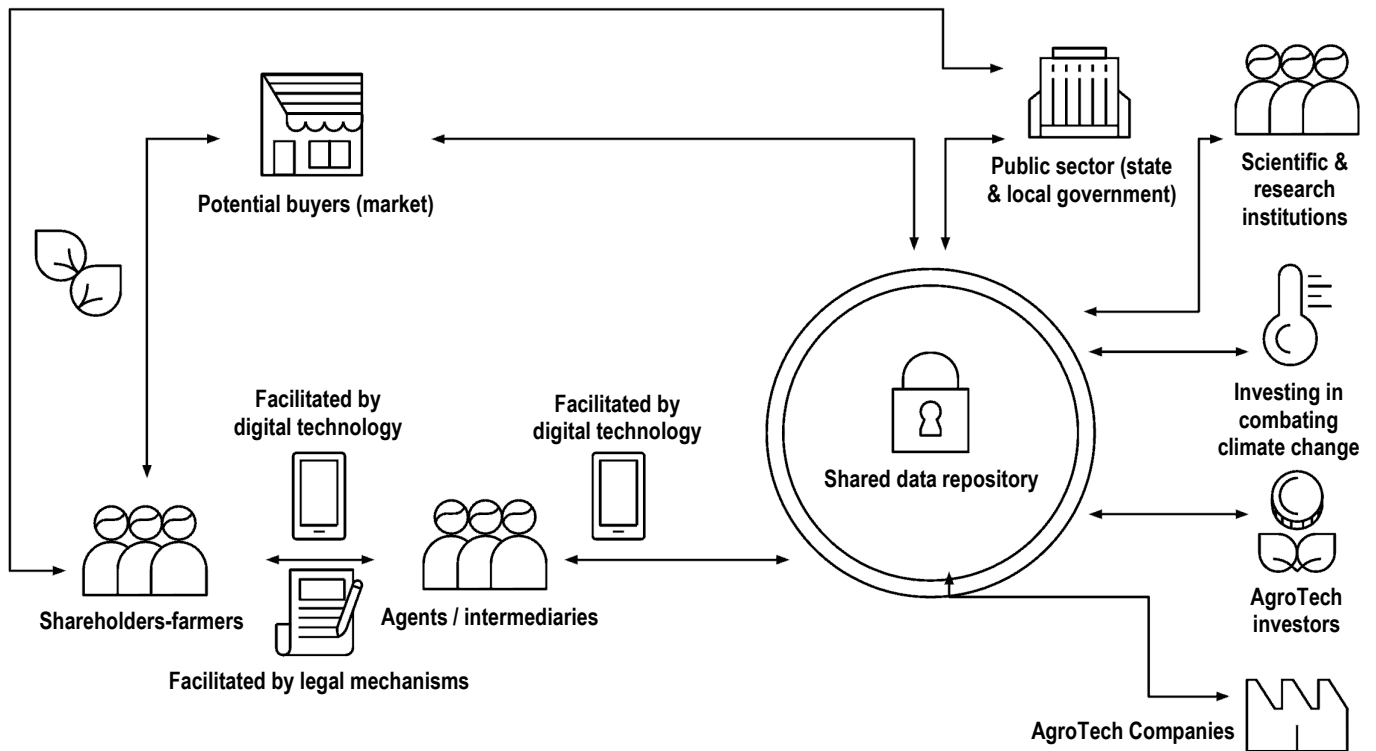 Public sector (state
& local government)
Scientific &
research
institutions
Potential buyers (market)
Investing in
combating
climate change
Facilitated by
digital technology
Facilitated by
digital technology
Shared data repository
Shareholders-farmers
Agents / intermediaries
AgroTech
investors
Facilitated by legal mechanisms
AgroTech Companies